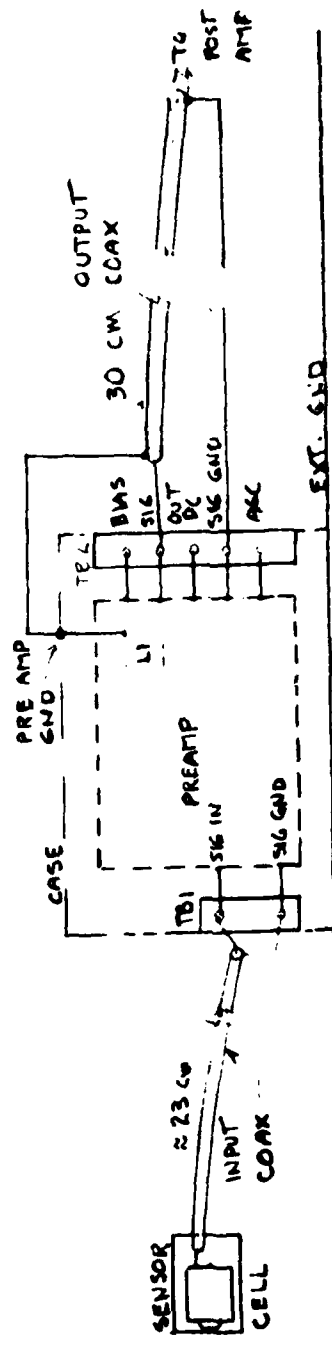 SENSOR
CELL
≈ 23 CM
INPUT
COAX
CASE
PRE AMP
GND
TB1
SIG IN
SIG GND
PREAMP
L1
BIAS
SIG
OUT
DC
SIG GND
AGC
30 CM
OUTPUT
COAX
TO
POST
AMP
EXT. GND